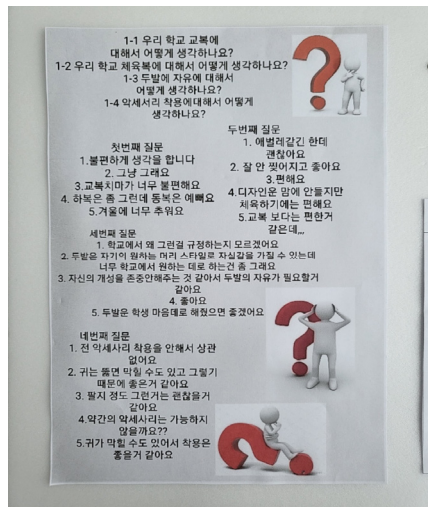 1-1 우리 학교 교복에
대해서 어떻게 생각하나요?
1-2 우리 학교 체육복에 대해서 어떻게 생각하나요?
1-3 두발에 자유에 대해서
어떻게 생각하나요?
1-4 악세서리 착용에대해서 어떻게
생각하나요?
첫번째 질문
1.불편하게 생각을 합니다
2. 그냥 그래요
3.교복치마가 너무 불편해요
4. 하복은 좀 그런데 동복은 예뻐요
5.겨울에 너무 추워요
두번째 질문
1. 애벌레같긴 한데
괜찮아요
2. 잘 안 찢어지고 좋아요
3.편해요
4.디자인운 맘에 안들지만
체육하기에는 편해요
5.교복 보다는 편한거
같은데,,,
세번째 질문
1. 학교에서 왜 그런걸 규정하는지 모르겠어요
2. 두발은 자기이 원하는 머리 스타일로 자신감을 가질 수 있는데
너무 학교에서 원하는 데로 하는건 좀 그래요
3. 자신의 개성을 존중안해주는 것 같아서 두발의 자유가 필요할거
같아요
4. 좋아요
5. 두발운 학생 마음데로 해줬으면 좋겠어요
네번째 질문
1. 전 악세사리 착용을 안해서 상관
없어요
2. 귀는 뚫면 막힐 수도 있고 그렇기
때문에 좋은거 같아요
3. 팔지 정도 그런거는 괜찮을거
같아요
4.약간의 악세사리는 가능하지
않을까요??
5.귀가 막힐 수도 있어서 착용은
좋을거 같아요